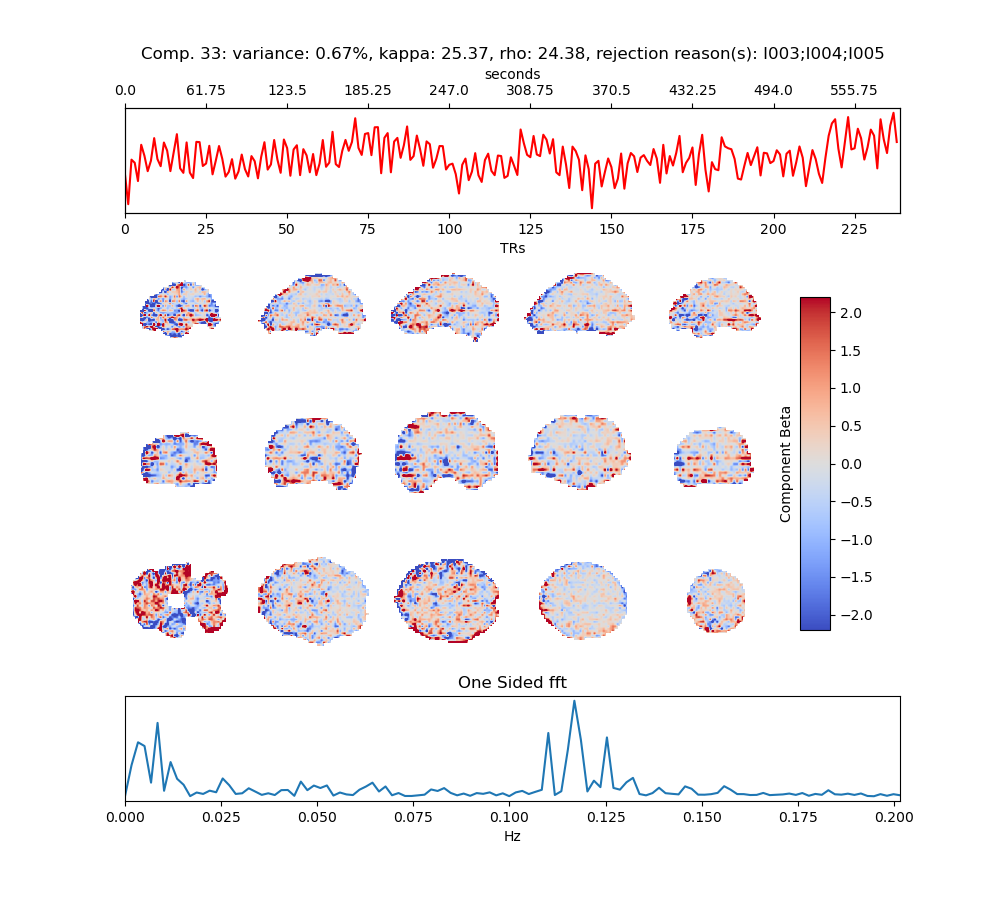 Comp. 33: variance: 0.67%, kappa: 25.37, rho: 24.38, rejection reason(s): I003;I004;I005
seconds
0.0 61.75 123.5 185.25 247.0 308.75 370.5 432.25 494.0 555.75
0 25 50 75 100 125 150 175 200 225
TRs
2.0
1.5
1.0
0.5
0.0
−0.5
−1.0
−1.5
−2.0
Component Beta
One Sided fft
0.000 0.025 0.050 0.075 0.100 0.125 0.150 0.175 0.200
Hz